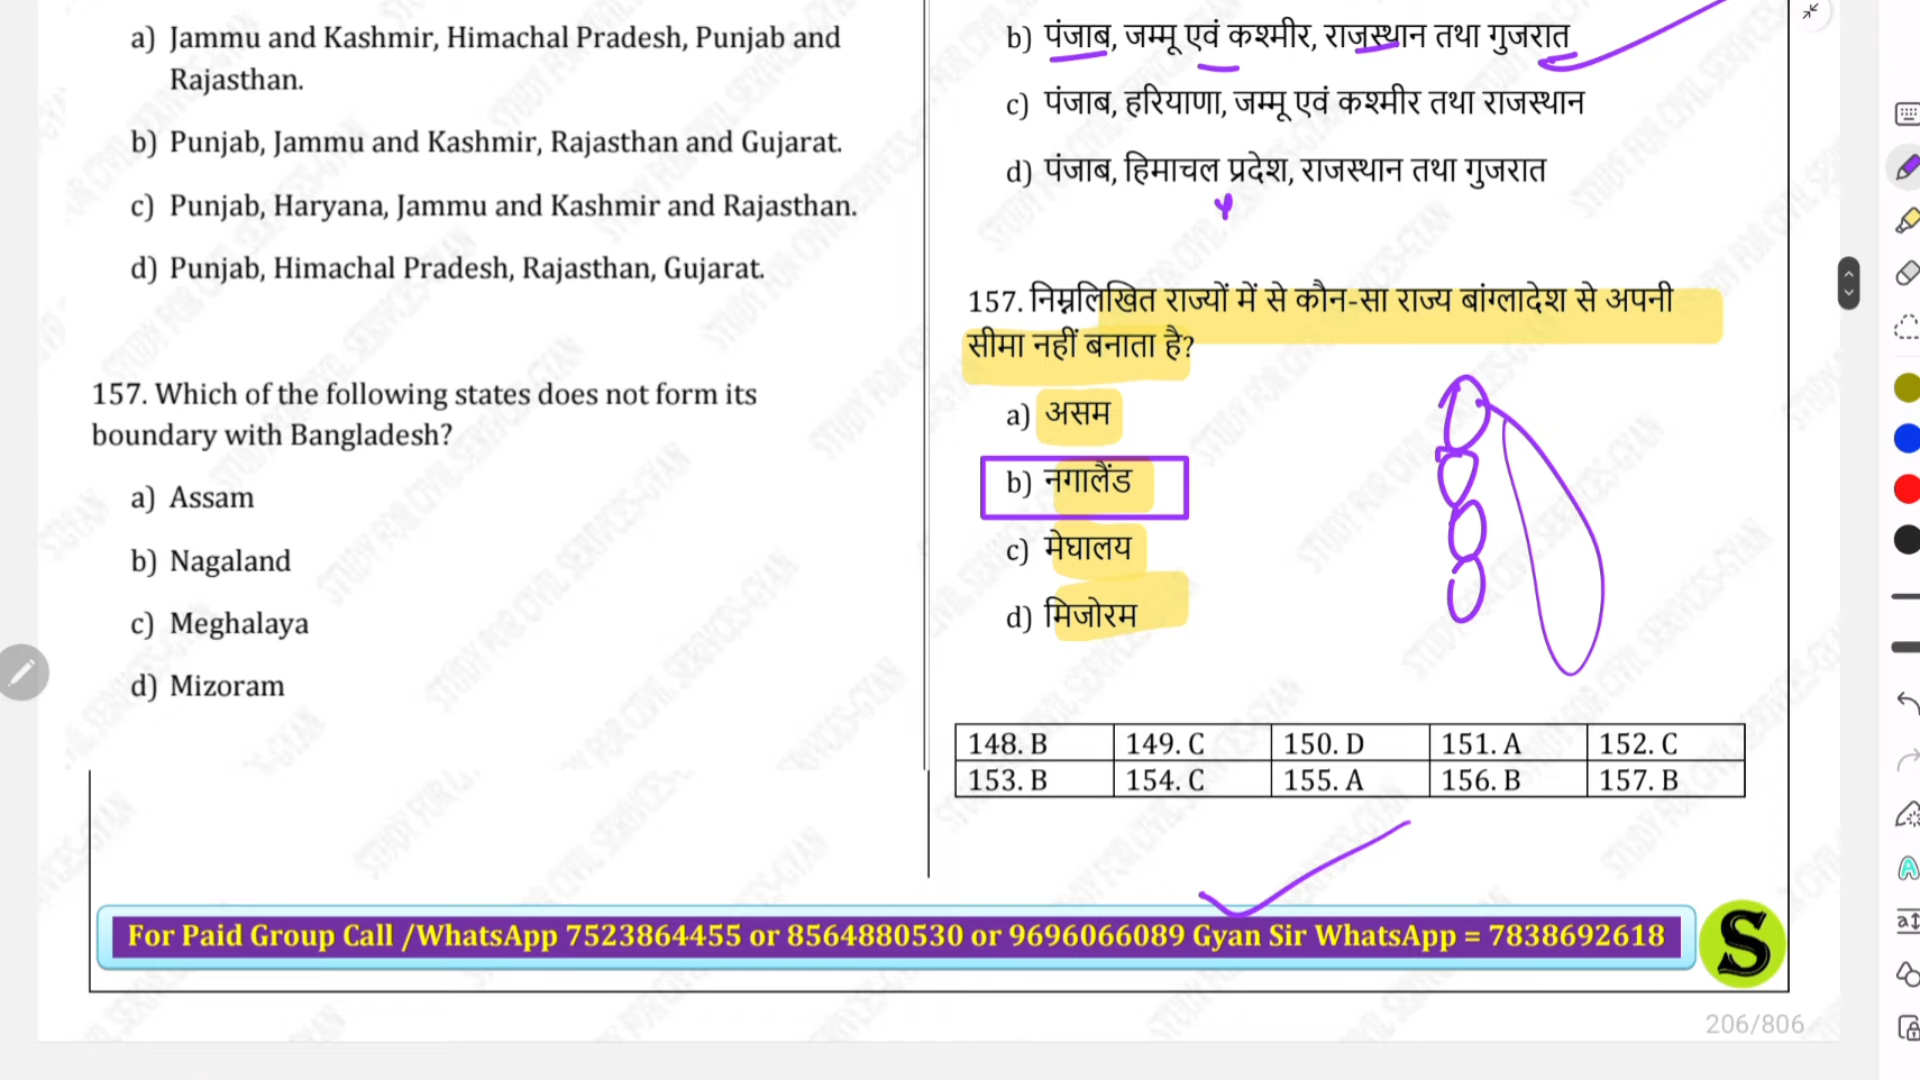 a) Jammu and Kashmir, Himachal Pradesh, Punjab and
Rajasthan.
b) Punjab, Jammu and Kashmir, Rajasthan and Gujarat.
c) Punjab, Haryana, Jammu and Kashmir and Rajasthan.
d) Punjab, Himachal Pradesh, Rajasthan, Gujarat.
157. Which of the following states does not form its
boundary with Bangladesh?
a) Assam
b) Nagaland
c) Meghalaya
d) Mizoram
b) पंजाब, जम्मू एवं कश्मीर, राजस्थान तथा गुजरात
c) पंजाब, हरियाणा, जम्मू एवं कश्मीर तथा राजस्थान
d) पंजाब, हिमाचल प्रदेश, राजस्थान तथा गुजरात
157. निम्नलिखित राज्यों में से कौन-सा राज्य बांग्लादेश से अपनी
सीमा नहीं बनाता है?
a) असम
b) नगालैंड
c) मेघालय
d) मिजोरम
148. B 149. C 150. D 151. A 152. C
153. B 154. C 155. A 156. B 157. B
For Paid Group Call /WhatsApp 7523864455 or 8564880530 or 9696066089 Gyan Sir WhatsApp = 7838692618
S
206/806